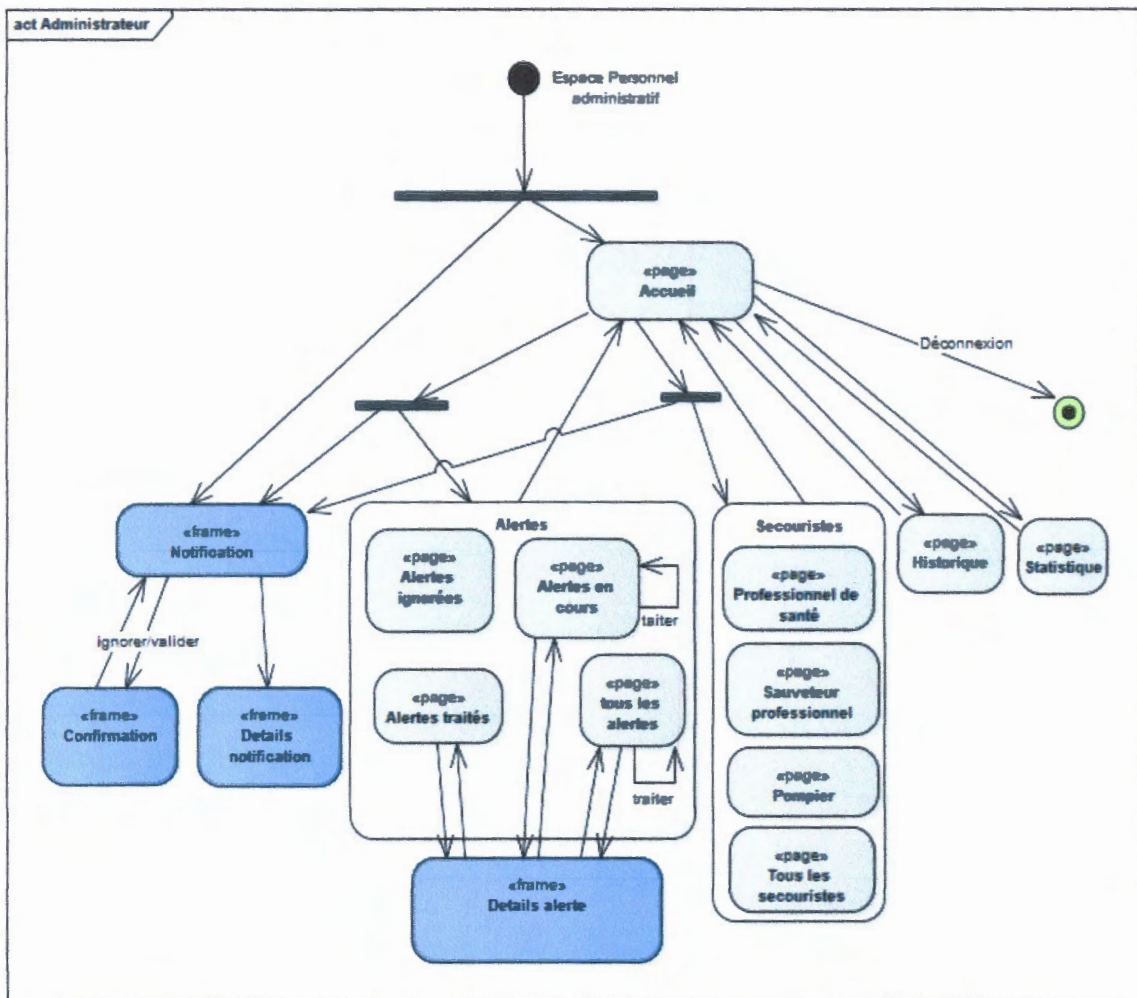 act Administrateur
Espace Personnel
administratif
«page»
Accueil
Déconnexion
«frame»
Notification
ignorer/valider
«frame»
Confirmation
«frame»
Details
notification
Alertes
«page»
Alertes
ignorées
«page»
Alertes en
cours
taiter
«page»
Alertes traités
«page»
tous les
alertes
traiter
«frame»
Details alerte
Secouristes
«page»
Professionnel de
santé
«page»
Sauveteur
professionnel
«page»
Pompier
«page»
Tous les
secouristes
«page»
Historique
«page»
Statistique